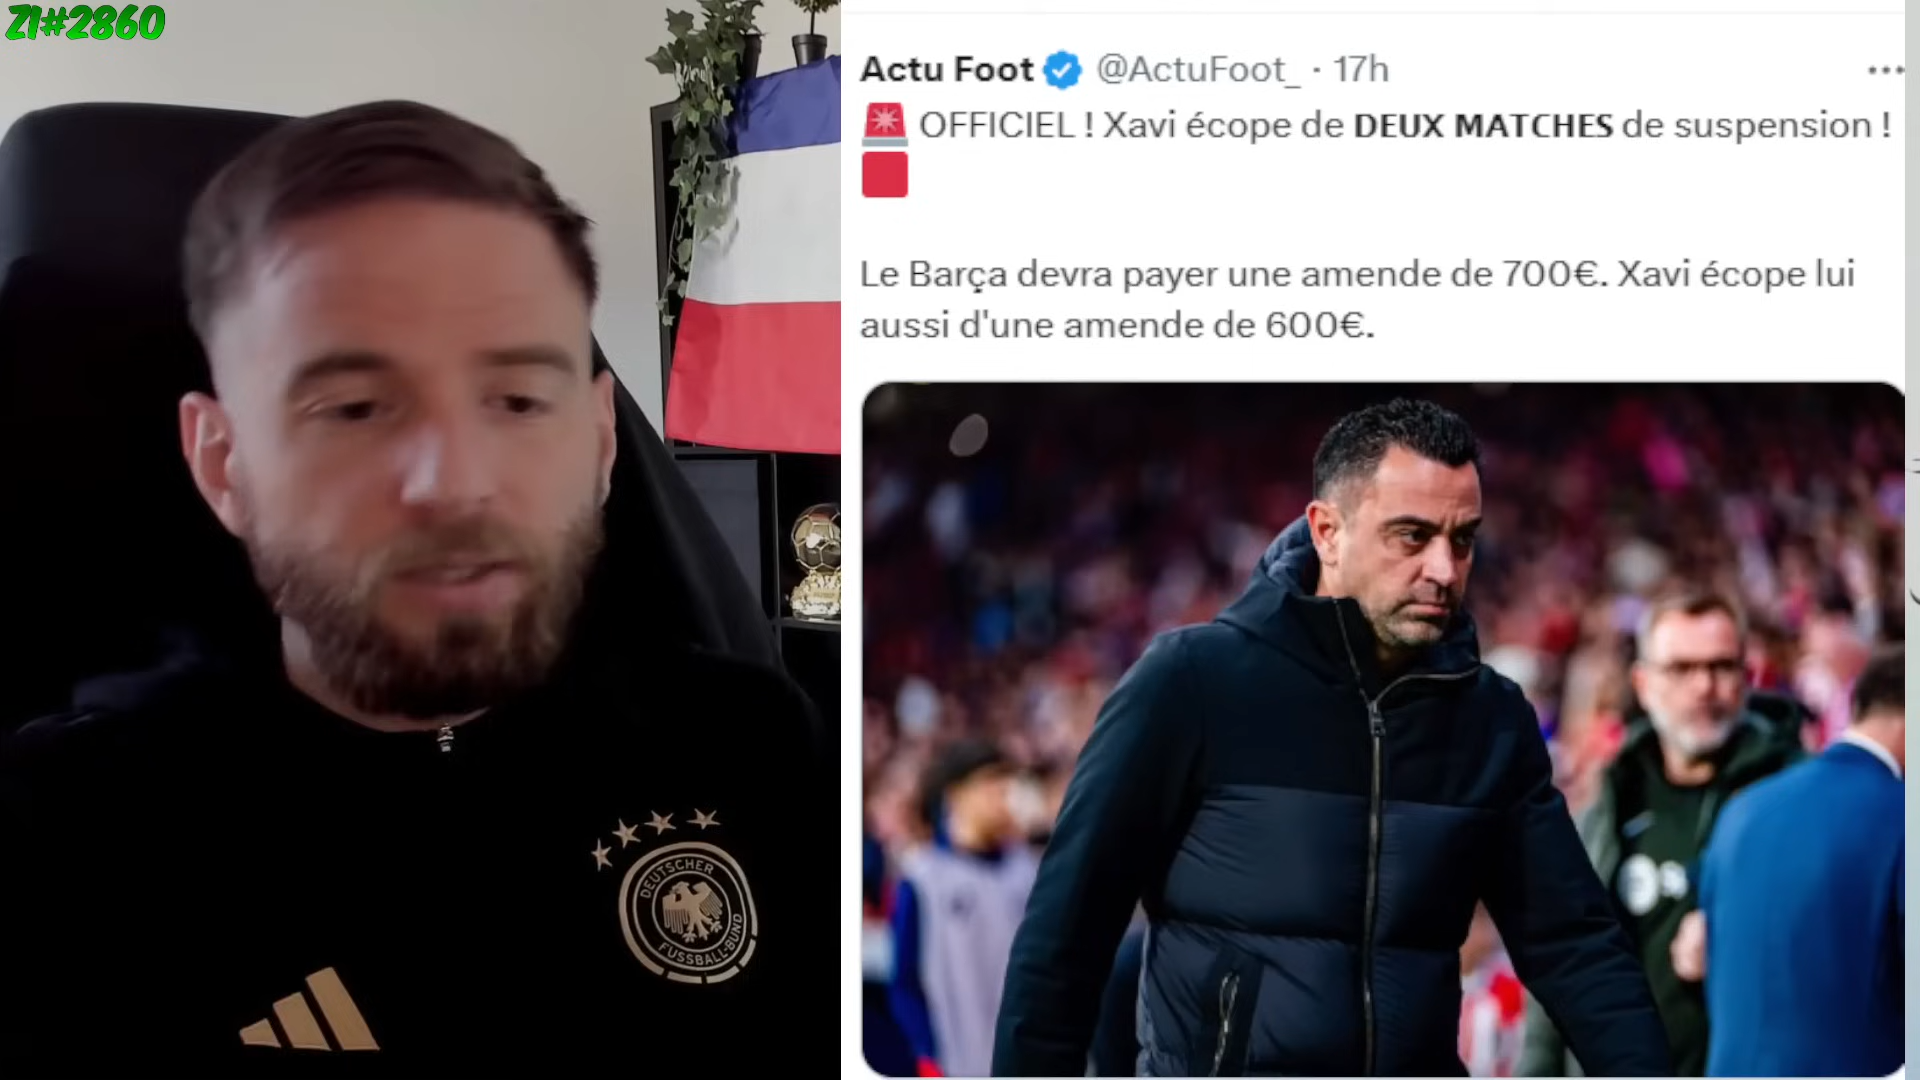 ZI#2860
Actu Foot @ActuFoot_ · 17h
OFFICIEL ! Xavi écope de DEUX MATCHES de suspension !
Le Barça devra payer une amende de 700€. Xavi écope lui
aussi d'une amende de 600€.
DEUTSCHER
FUSSBALL-BUND